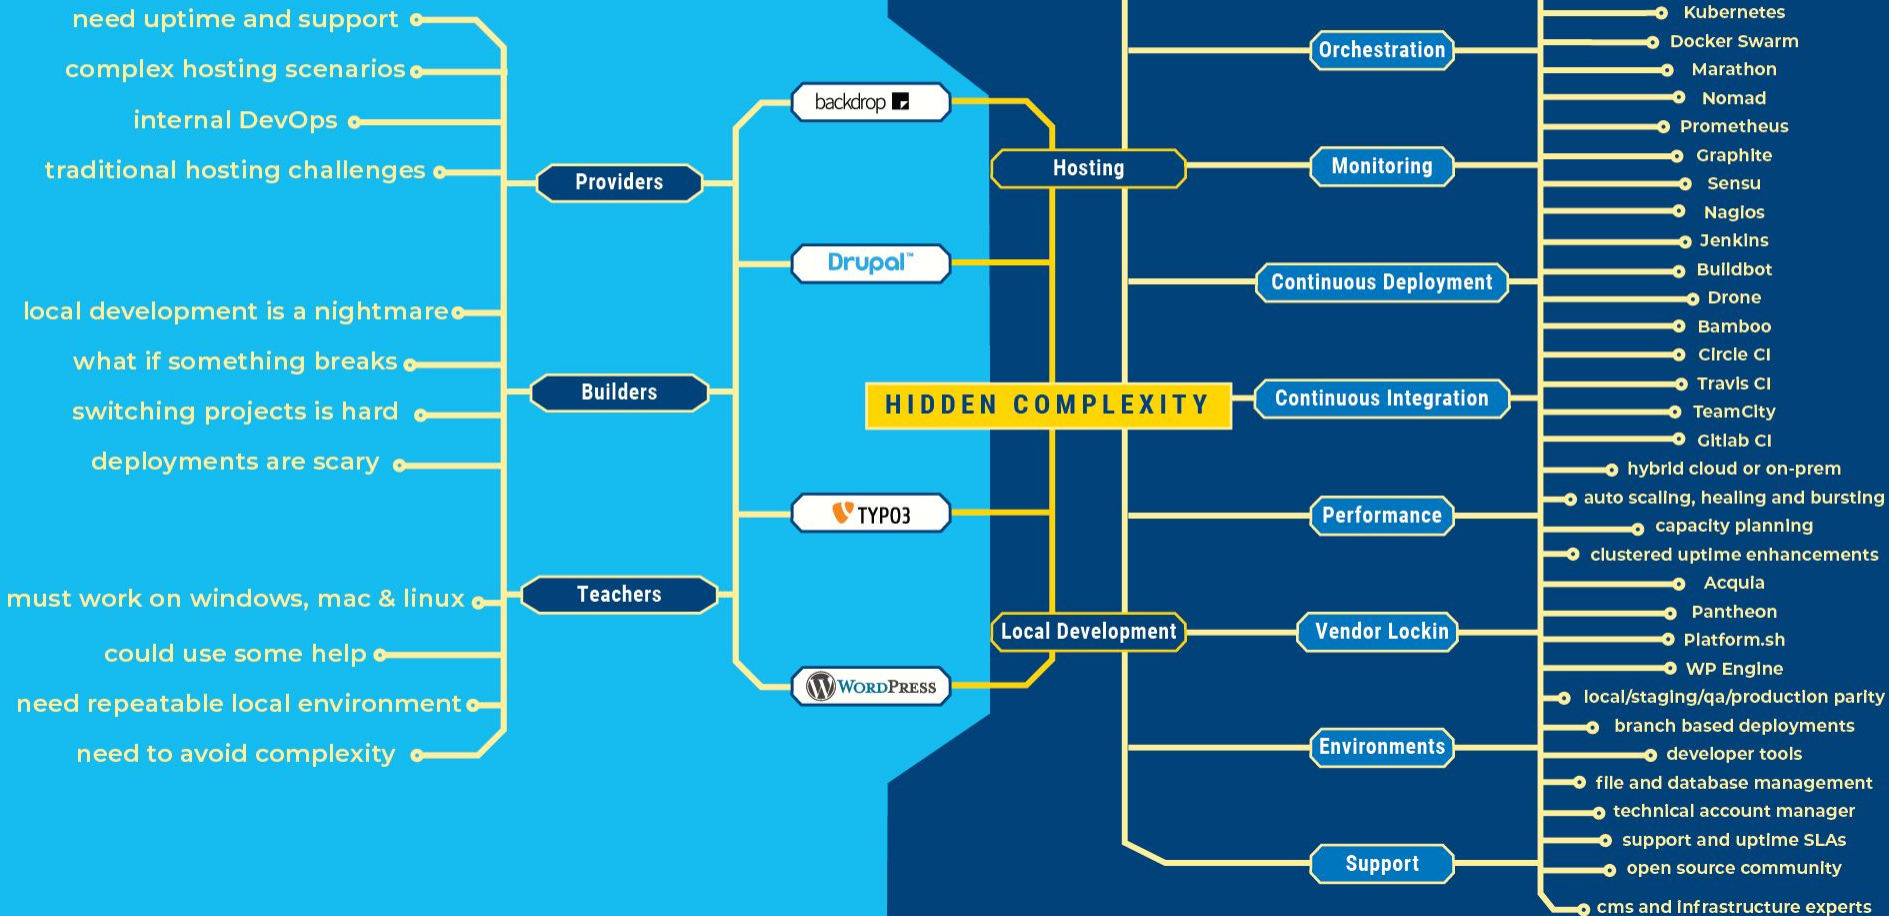 need uptime and support
complex hosting scenarios
internal DevOps
traditional hosting challenges
local development is a nightmare
what if something breaks
switching projects is hard
deployments are scary
must work on windows, mac & linux
could use some help
need repeatable local environment
need to avoid complexity
Providers
Builders
Teachers
backdrop
Drupal™
TYPO3
WORDPRESS
Hosting
HIDDEN COMPLEXITY
Local Development
Orchestration
Monitoring
Continuous Deployment
Continuous Integration
Performance
Vendor Lockin
Environments
Support
Kubernetes
Docker Swarm
Marathon
Nomad
Prometheus
Graphite
Sensu
Nagios
Jenkins
Buildbot
Drone
Bamboo
Circle CI
Travis CI
TeamCity
Gitlab CI
hybrid cloud or on-prem
auto scaling, healing and bursting
capacity planning
clustered uptime enhancements
Acquia
Pantheon
Platform.sh
WP Engine
local/staging/qa/production parity
branch based deployments
developer tools
file and database management
technical account manager
support and uptime SLAs
open source community
cms and infrastructure experts